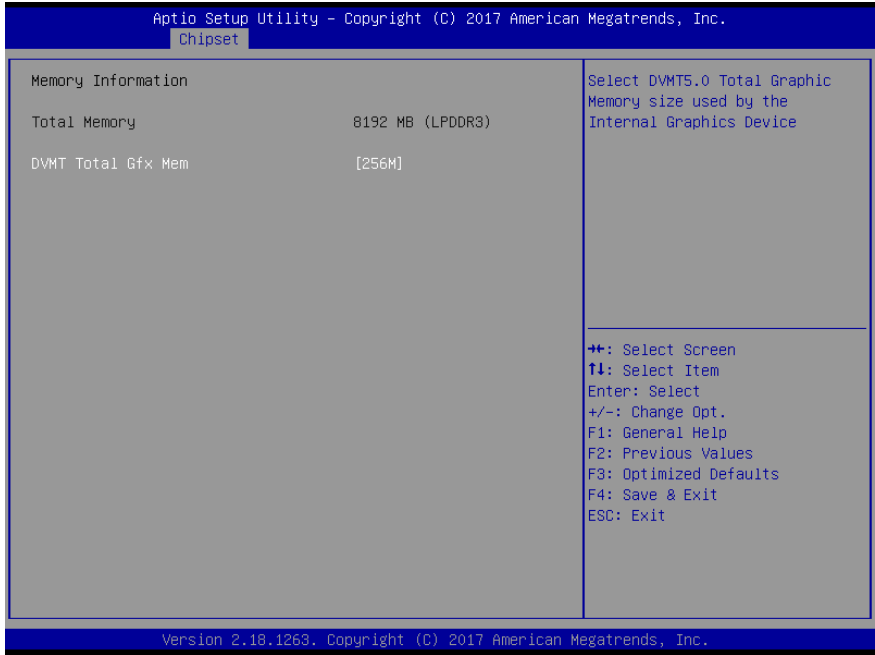 Aptio Setup Utility – Copyright (C) 2017 American Megatrends, Inc.
Chipset
Memory Information
Total Memory 8192 MB (LPDDR3)
DVMT Total Gfx Mem [256M]
Select DVMT5.0 Total Graphic
Memory size used by the
Internal Graphics Device
→←: Select Screen
↑↓: Select Item
Enter: Select
+/-: Change Opt.
F1: General Help
F2: Previous Values
F3: Optimized Defaults
F4: Save & Exit
ESC: Exit
Version 2.18.1263. Copyright (C) 2017 American Megatrends, Inc.